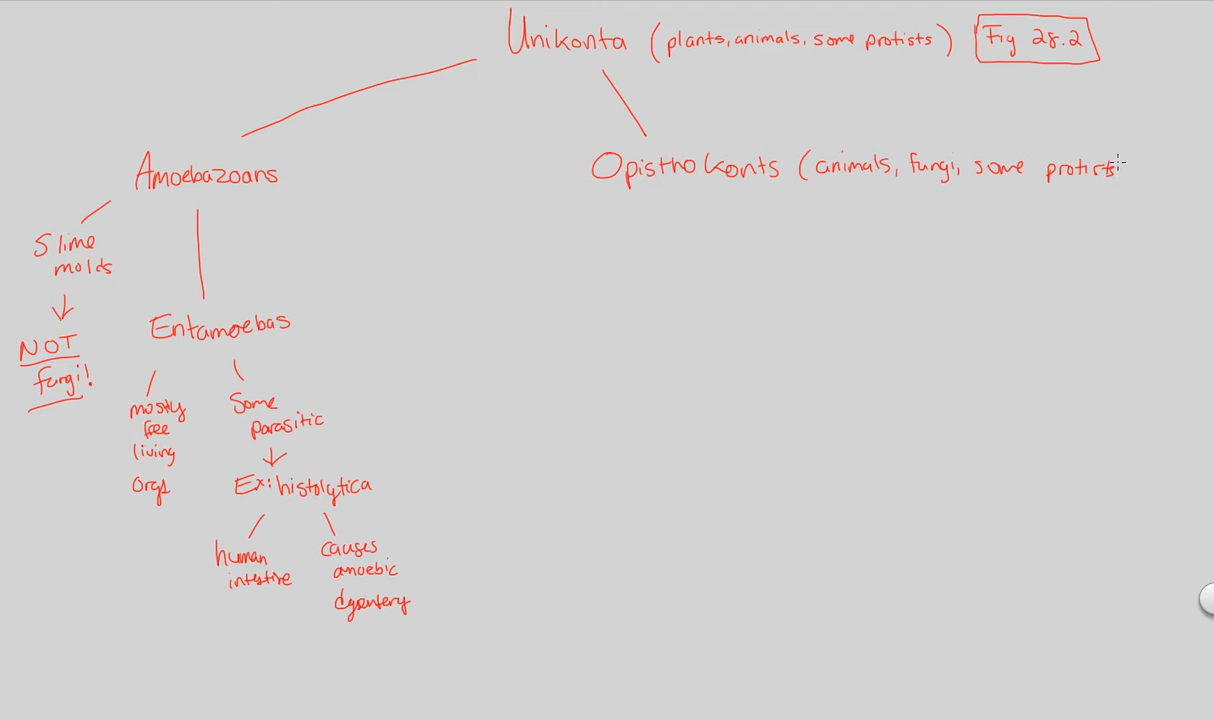 Unikonta (plants, animals, some protists) Fig 28.2
Amoebazoans
Opisthokonts (animals, fungi, some protists
Slime
molds
NOT
fungi!
Entamoebas
mostly
free
living
orgs
Some
parasitic
Ex: histolytica
human
intestine
causes
amoebic
dysentery